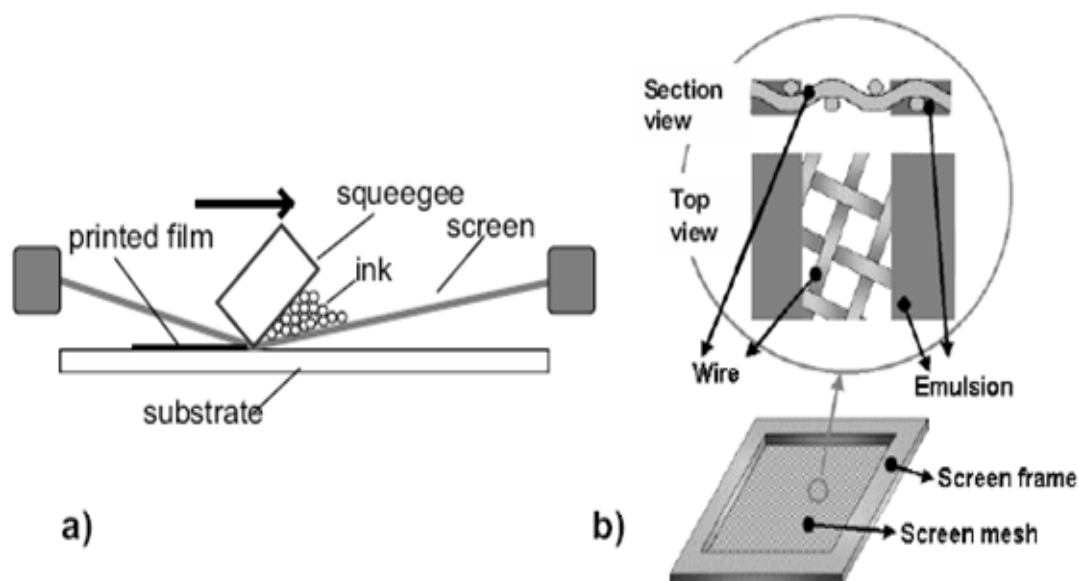 squeegee
printed film
screen
ink
substrate
a)
Section
view
Top
view
Wire
Emulsion
Screen frame
Screen mesh
b)